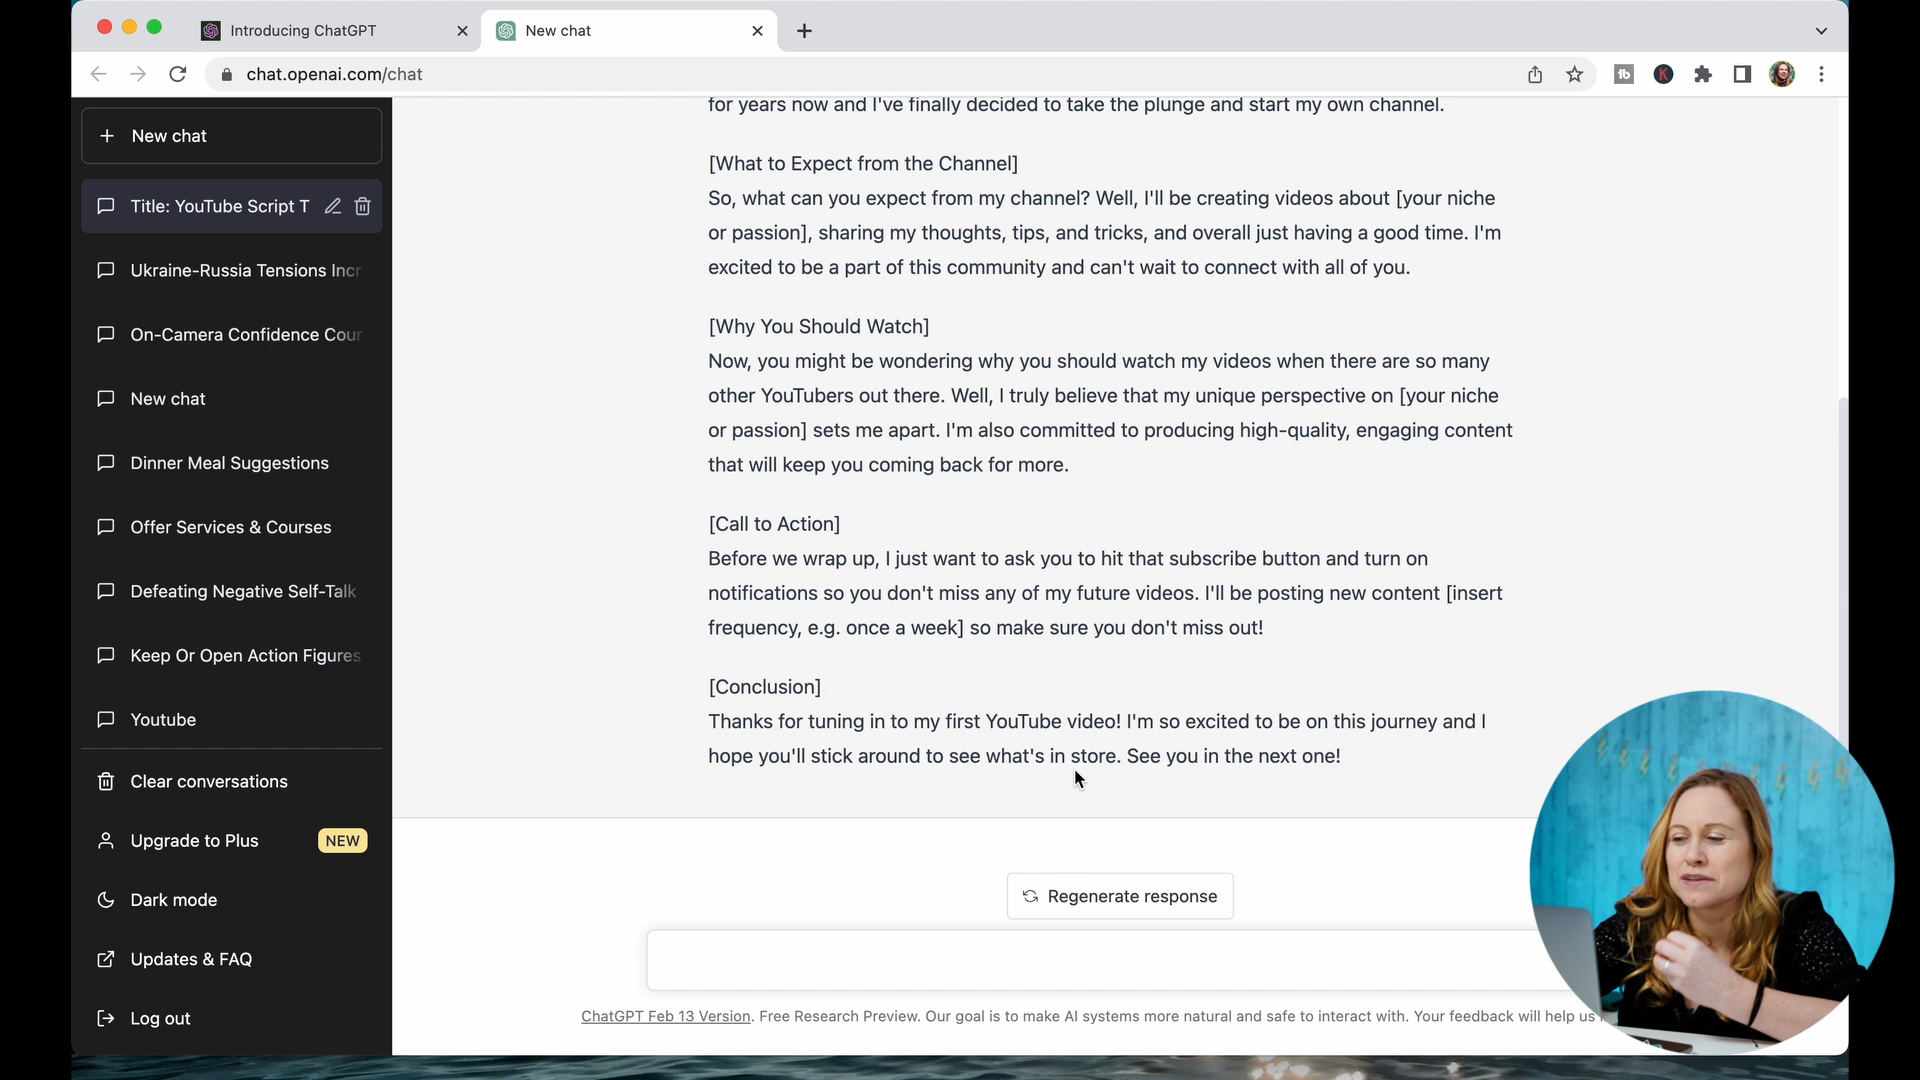 Introducing ChatGPT
New chat
chat.openai.com/chat
New chat
Title: YouTube Script T
Ukraine-Russia Tensions Incr
On-Camera Confidence Cour
New chat
Dinner Meal Suggestions
Offer Services & Courses
Defeating Negative Self-Talk
Keep Or Open Action Figures
Youtube
Clear conversations
Upgrade to Plus NEW
Dark mode
Updates & FAQ
Log out
for years now and I've finally decided to take the plunge and start my own channel.
[What to Expect from the Channel]
So, what can you expect from my channel? Well, I'll be creating videos about [your niche
or passion], sharing my thoughts, tips, and tricks, and overall just having a good time. I'm
excited to be a part of this community and can't wait to connect with all of you.
[Why You Should Watch]
Now, you might be wondering why you should watch my videos when there are so many
other YouTubers out there. Well, I truly believe that my unique perspective on [your niche
or passion] sets me apart. I'm also committed to producing high-quality, engaging content
that will keep you coming back for more.
[Call to Action]
Before we wrap up, I just want to ask you to hit that subscribe button and turn on
notifications so you don't miss any of my future videos. I'll be posting new content [insert
frequency, e.g. once a week] so make sure you don't miss out!
[Conclusion]
Thanks for tuning in to my first YouTube video! I'm so excited to be on this journey and I
hope you'll stick around to see what's in store. See you in the next one!
Regenerate response
ChatGPT Feb 13 Version. Free Research Preview. Our goal is to make AI systems more natural and safe to interact with. Your feedback will help us